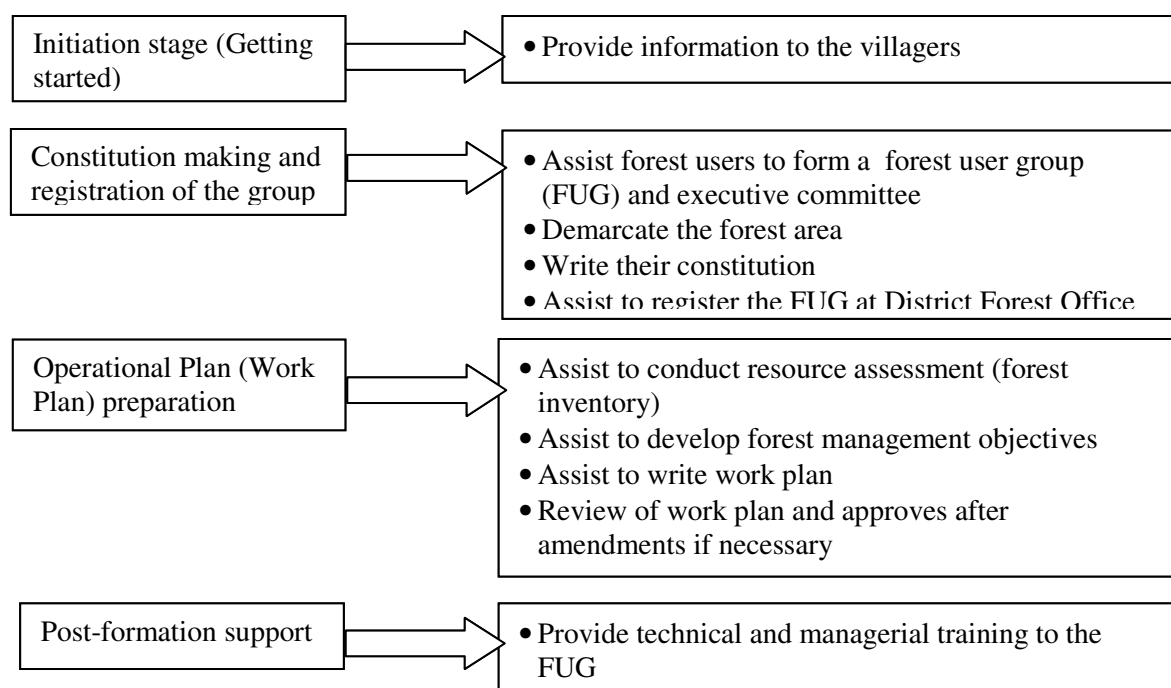 Initiation stage (Getting
started)
• Provide information to the villagers
Constitution making and
registration of the group
• Assist forest users to form a forest user group
(FUG) and executive committee
• Demarcate the forest area
• Write their constitution
• Assist to register the FUG at District Forest Office
Operational Plan (Work
Plan) preparation
• Assist to conduct resource assessment (forest
inventory)
• Assist to develop forest management objectives
• Assist to write work plan
• Review of work plan and approves after
amendments if necessary
Post-formation support
• Provide technical and managerial training to the
FUG